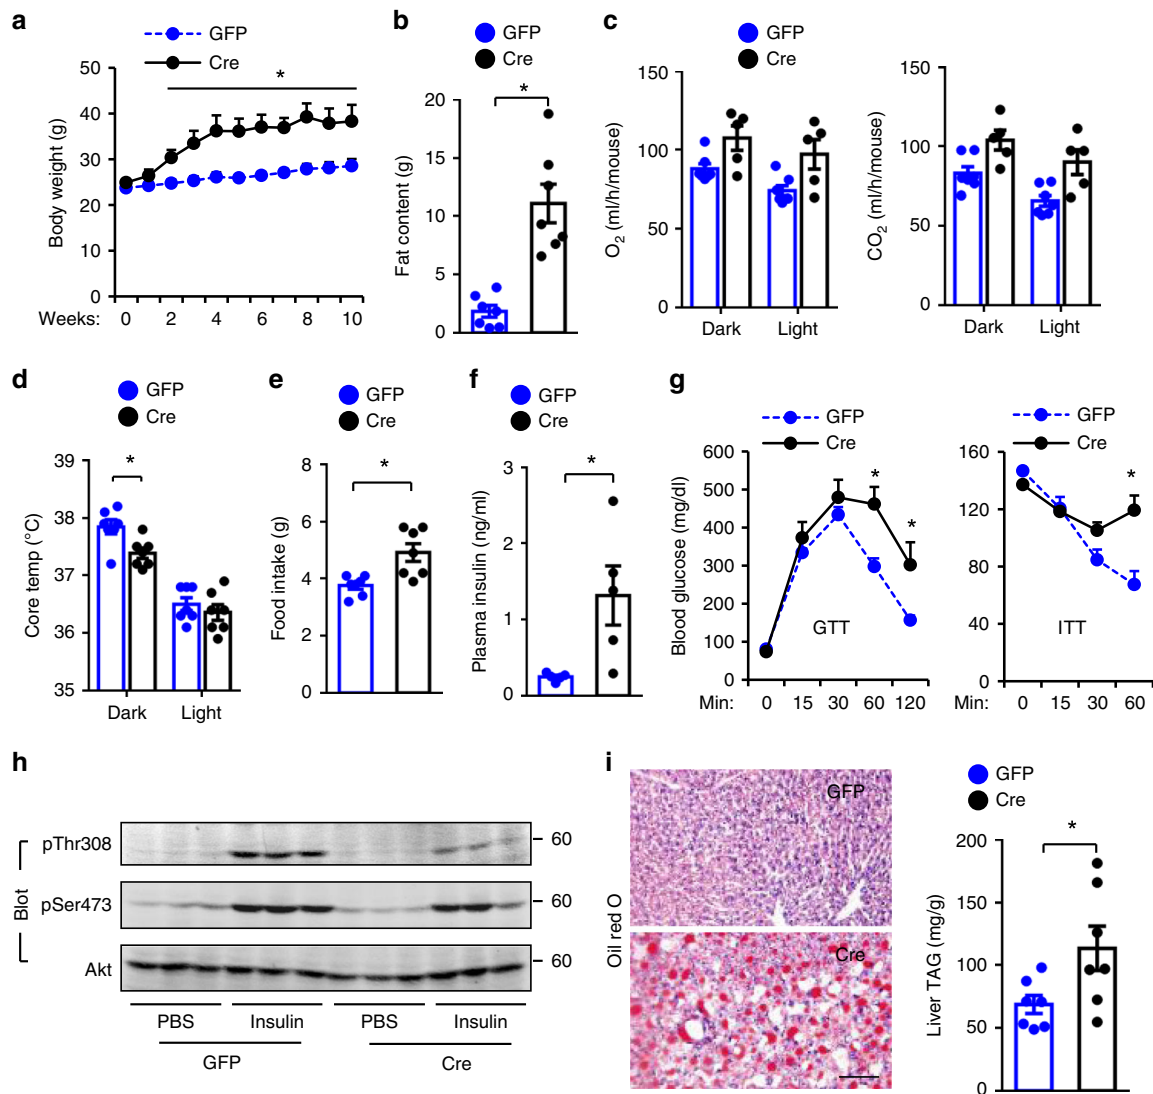 a
GFP
Cre
*
Body weight (g)
50
40
30
20
10
0
Weeks: 0 2 4 6 8 10
b
GFP
Cre
*
Fat content (g)
20
15
10
5
0
c
GFP
Cre
O2 (ml/h/mouse)
150
100
50
0
Dark Light
CO2 (ml/h/mouse)
150
100
50
0
Dark Light
d
GFP
Cre
*
Core temp (°C)
39
38
37
36
35
Dark Light
e
GFP
Cre
*
Food intake (g)
8
6
4
2
0
f
GFP
Cre
*
Plasma insulin (ng/ml)
3
2
1
0
g
GFP
Cre
* *
Blood glucose (mg/dl)
600
500
400
300
200
100
0
GTT
Min: 0 15 30 60 120
GFP
Cre
*
160
120
80
40
0
ITT
Min: 0 15 30 60
h
Blot
pThr308 60
pSer473 60
Akt 60
PBS Insulin PBS Insulin
GFP Cre
i
Oil red O
GFP
Cre
GFP
Cre
*
Liver TAG (mg/g)
200
150
100
50
0